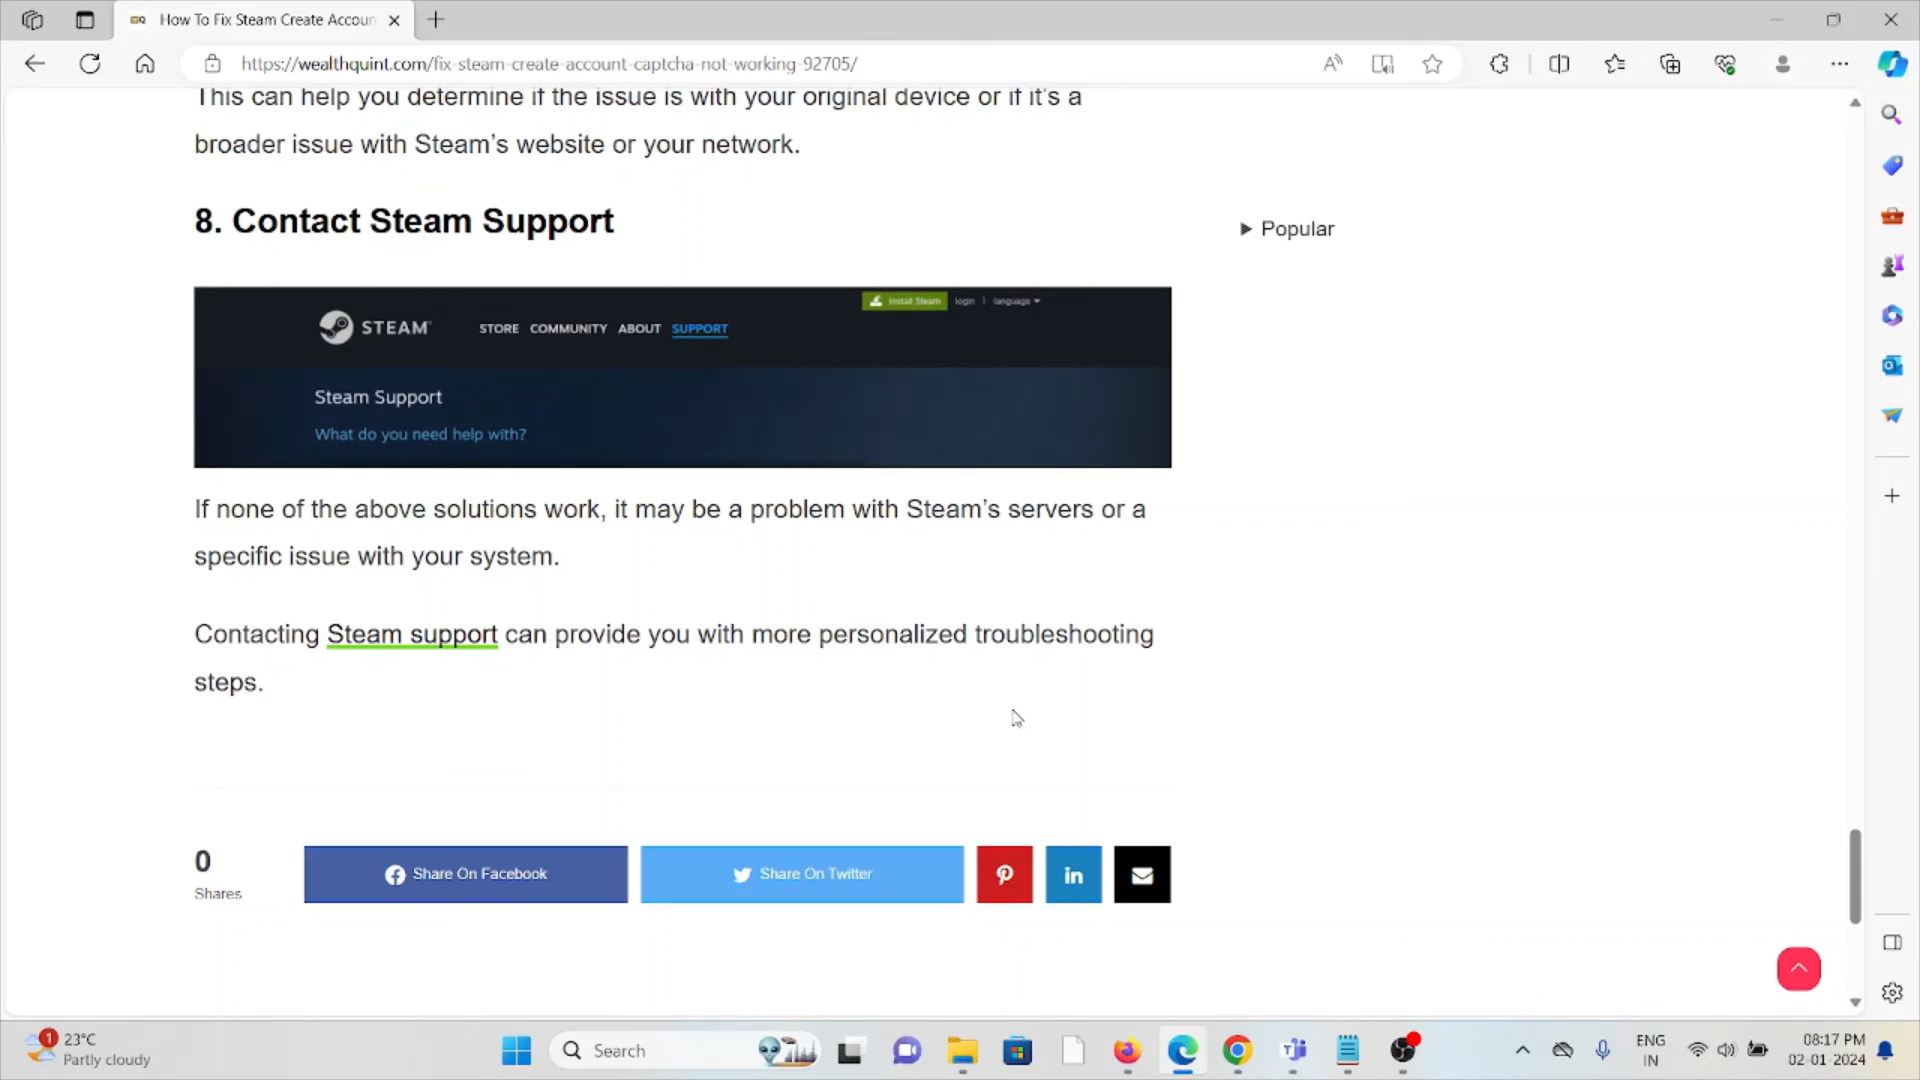 How To Fix Steam Create Accoun
https://wealthquint.com/fix-steam-create-account-captcha-not-working-92705/
This can help you determine if the issue is with your original device or if it's a
broader issue with Steam's website or your network.
8. Contact Steam Support
Popular
Install Steam login | language
STEAM STORE COMMUNITY ABOUT SUPPORT
Steam Support
What do you need help with?
If none of the above solutions work, it may be a problem with Steam's servers or a
specific issue with your system.
Contacting Steam support can provide you with more personalized troubleshooting
steps.
0
Shares
Share On Facebook
Share On Twitter
1
23°C
Partly cloudy
Search
ENG
IN
08:17 PM
02-01-2024